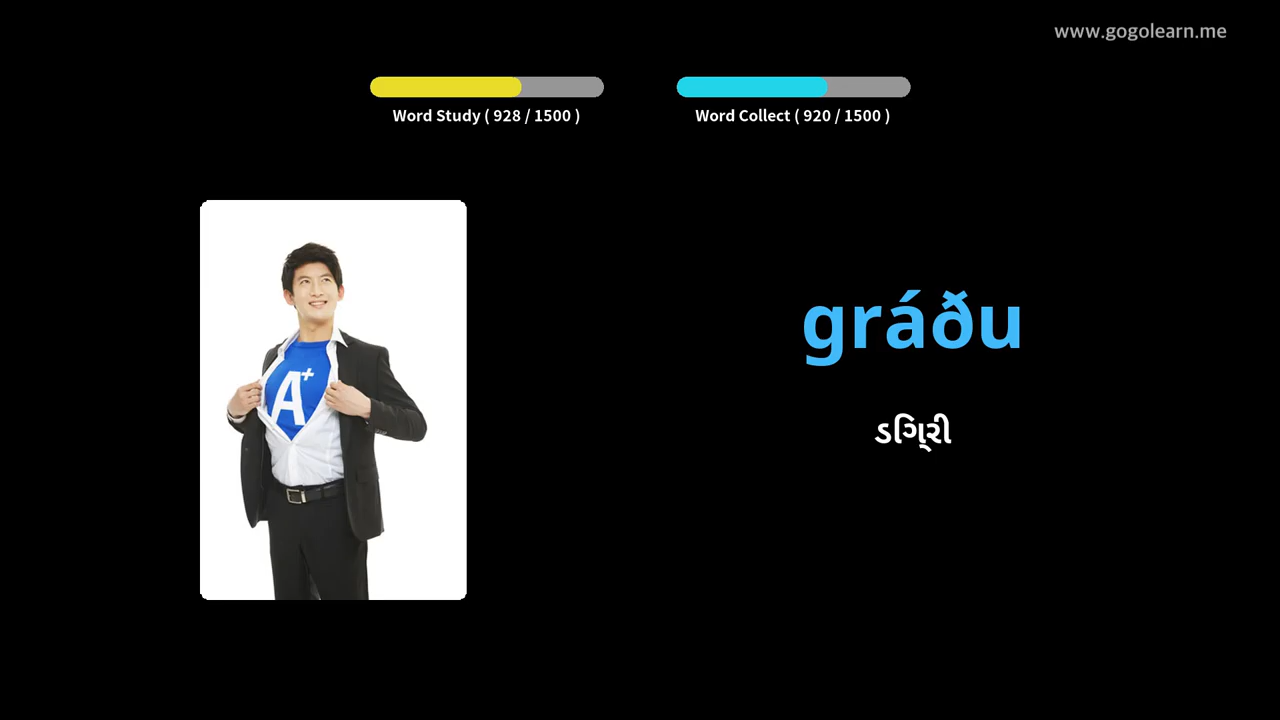 www.gogolearn.me
Word Study ( 928 / 1500 )
Word Collect ( 920 / 1500 )
A+
gráðu
ડિગ્રી